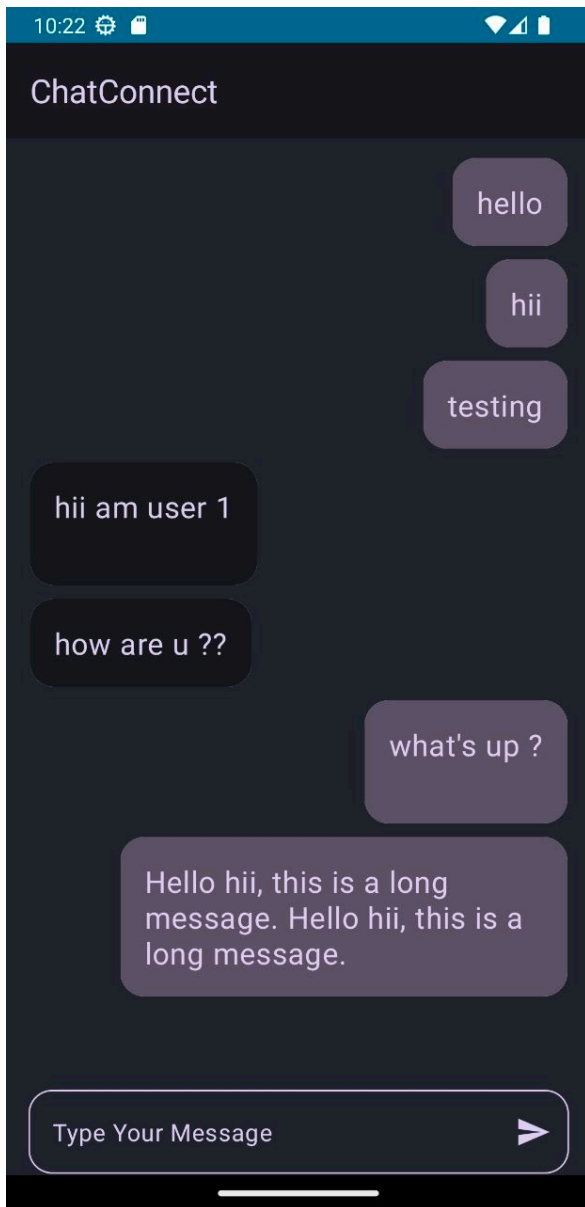 10:22
ChatConnect
hello
hii
testing
hii am user 1
how are u ??
what's up ?
Hello hii, this is a long
message. Hello hii, this is a
long message.
Type Your Message